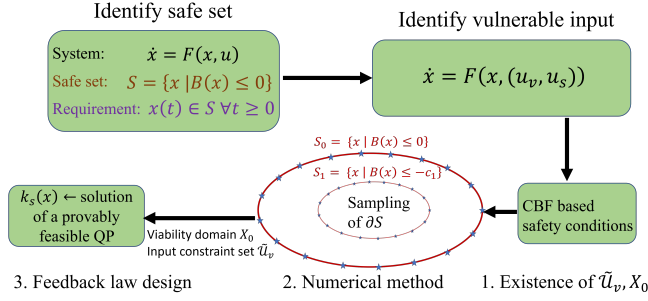 Identify safe set
Identify vulnerable input
System: ẋ = F(x, u)
Safe set: S = {x |B(x) ≤ 0}
Requirement: x(t) ∈ S ∀t ≥ 0
ẋ = F(x, (u_v, u_s))
S_0 = {x | B(x) ≤ 0}
S_1 = {x | B(x) ≤ −c_1}
Sampling
of ∂S
CBF based
safety conditions
k_s(x) ← solution
of a provably
feasible QP
Viability domain X_0
Input constraint set Ũ_v
3. Feedback law design
2. Numerical method
1. Existence of Ũ_v, X_0